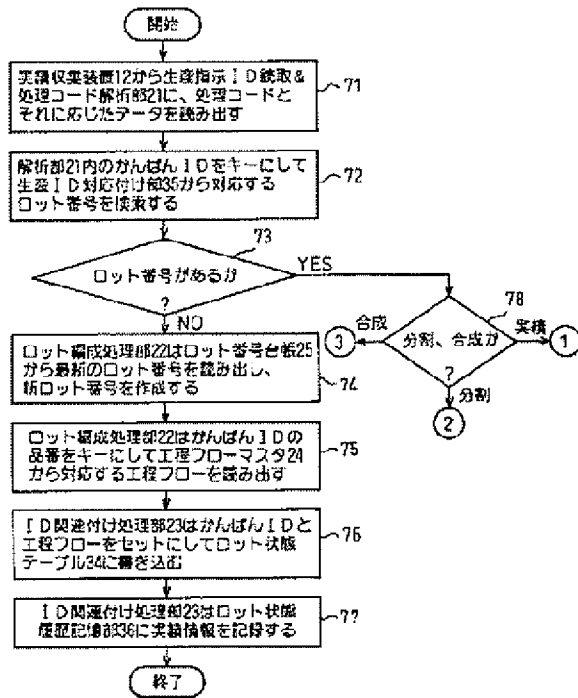 開始
実績収集装置12から生産指示ID読取&
処理コード解析部21に、処理コードと
それに応じたデータを読み出す
71
解析部21内のかんばんIDをキーにして
生産ID対応付け部35から対応する
ロット番号を検索する
72
73
ロット番号があるか
?
YES
NO
78
分割、合成か
?
合成
実績
分割
3
1
2
ロット編成処理部22はロット番号台帳25
から最新のロット番号を読み出し、
新ロット番号を作成する
74
ロット編成処理部22はかんばんIDの
品番をキーにして工程フローマスタ24
から対応する工程フローを読み出す
75
ID関連付け処理部23はかんばんIDと
工程フローをセットにしてロット状態
テーブル34に書き込む
76
ID関連付け処理部23はロット状態
履歴記憶部36に実績情報を記録する
77
終了